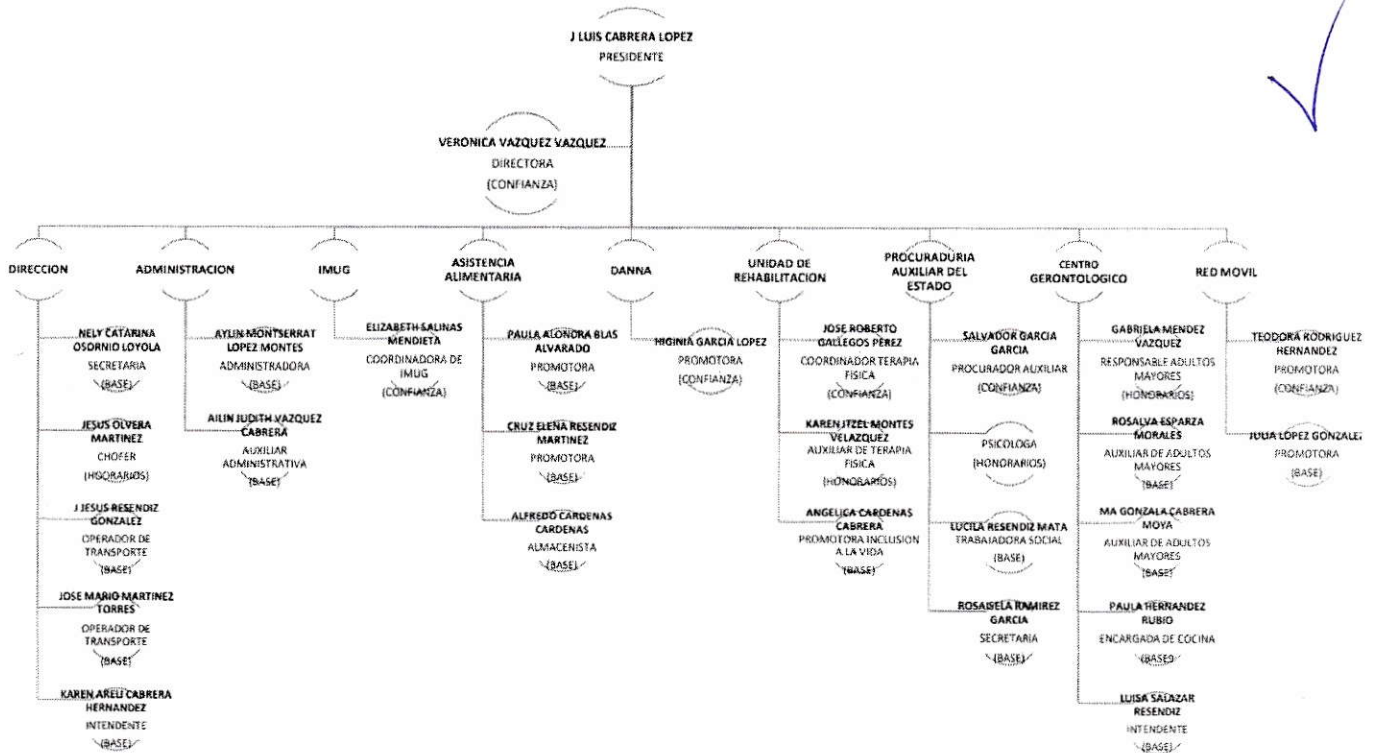 J LUIS CABRERA LOPEZ
PRESIDENTE
VERONICA VAZQUEZ VAZQUEZ
DIRECTORA
(CONFIANZA)
DIRECCION
NELY CATARINA
OSORNIO LOYOLA
SECRETARIA
(BASE)
JESUS OLVERA
MARTINEZ
CHOFER
(HOORARIOS)
J JESUS RESENDIZ
GONZALEZ
OPERADOR DE
TRANSPORTE
(BASE)
JOSE MARIO MARTINEZ
TORRES
OPERADOR DE
TRANSPORTE
(BASE)
KAREN ARELI CABRERA
HERNANDEZ
INTENDENTE
(BASE)
ADMINISTRACION
AYLIN MONTSERRAT
LOPEZ MONTES
ADMINISTRADORA
(BASE)
AILIN JUDITH VAZQUEZ
CABRERA
AUXILIAR
ADMINISTRATIVA
(BASE)
IMUG
ELIZABETH SALINAS
MENDIETA
COORDINADORA DE
IMUG
(CONFIANZA)
ASISTENCIA
ALIMENTARIA
PAULA ALONDRA BLAS
ALVARADO
PROMOTORA
(BASE)
CRUZ ELENA RESENDIZ
MARTINEZ
PROMOTORA
(BASE)
ALFREDO CARDENAS
CARDENAS
ALMACENISTA
(BASE)
DANNA
HIGINIA GARCIA LOPEZ
PROMOTORA
(CONFIANZA)
UNIDAD DE
REHABILITACION
JOSE ROBERTO
GALLEGOS PÉREZ
COORDINADOR TERAPIA
FISICA
(CONFIANZA)
KAREN ITZEL MONTES
VELAZQUEZ
AUXILIAR DE TERAPIA
FISICA
(HONORARIOS)
ANGELICA CARDENAS
CABRERA
PROMOTORA INCLUSION
A LA VIDA
(BASE)
PROCURADURIA
AUXILIAR DEL
ESTADO
SALVADOR GARCIA
GARCIA
PROCURADOR AUXILIAR
(CONFIANZA)
PSICOLOGA
(HONORARIOS)
LUCILA RESENDIZ MATA
TRABAJADORA SOCIAL
(BASE)
ROSAISELA RAMIREZ
GARCIA
SECRETARIA
(BASE)
CENTRO
GERONTOLOGICO
GABRIELA MENDEZ
VAZQUEZ
RESPONSABLE ADULTOS
MAYORES
(HONORARIOS)
ROSALVA ESPARZA
MORALES
AUXILIAR DE ADULTOS
MAYORES
(BASE)
MA GONZALA CABRERA
MOYA
AUXILIAR DE ADULTOS
MAYORES
(BASE)
PAULA HERNANDEZ
RUBIO
ENCARGADA DE COCINA
(BASE9
LUISA SALAZAR
RESENDIZ
INTENDENTE
(BASE)
RED MOVIL
TEODORA RODRIGUEZ
HERNANDEZ
PROMOTORA
(CONFIANZA)
JULIA LOPEZ GONZALEZ
PROMOTORA
(BASE)